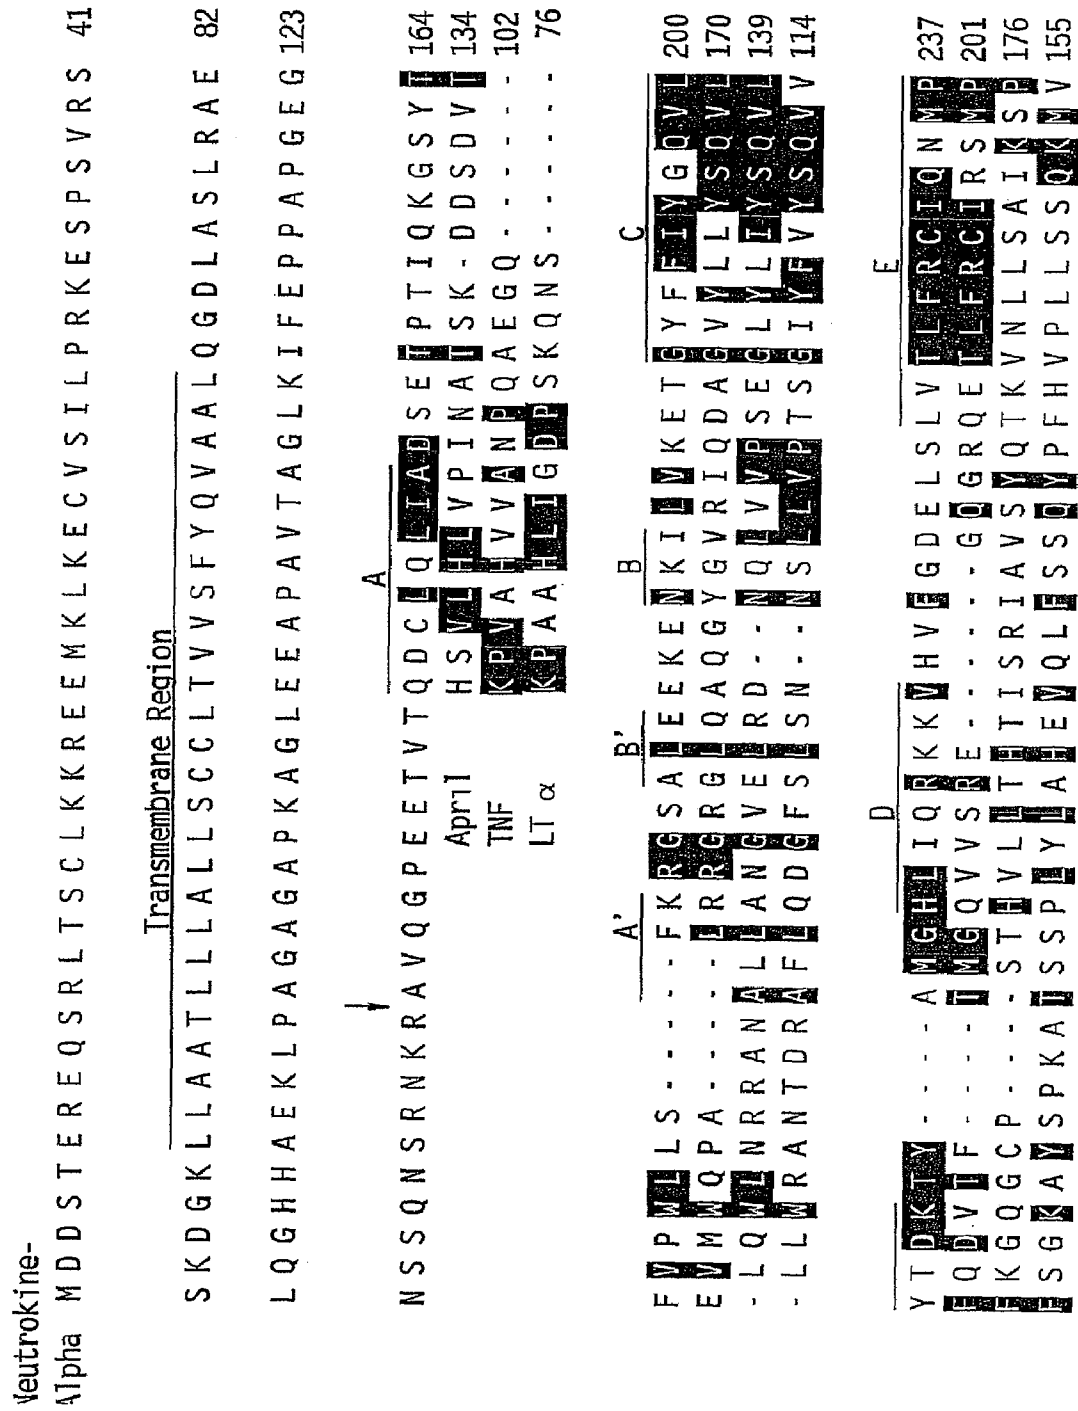 Neutrokine-
Alpha M D D S T E R E Q S R L T S C L K K R E E M K L K E C V S I L P R K E S P S V R S 41
Transmembrane Region
S K D G K L L A A T L L L A L L S C C L T V V S F Y Q V A A L Q G D L A S L R A E 82
L Q G H H A E K L P A G A G A P K A G L E E A P A V T A G L K I F E P P A P G E G 123
A
N S S Q N S R N K R A V Q G P E E T V T Q D C L Q L I A D S E T P T I Q K G S Y T 164
April H S V L H L V P I N A T S K - D D S D V T 134
TNF K P V A H V V A N P Q A E G Q - - - - - - 102
LT α K P A A H L I G D P S K Q N S - - - - - - 76
A' B' B C
F V P W L L S - - - - - F K R G S A L E E K E N K I L V K E T G Y F F I Y G Q V L 200
E V M W Q P A - - - - - L R R G R G L Q A Q G Y G V R I Q D A G V Y L L Y S Q V L 170
- L Q W L N R R A N A L L A N G V E L R D - - N Q L V V P S E G L Y L I Y S Q V L 139
- L L W R A N T D R A F L Q D G F S L S N - - N S L L V P T S G I Y F V Y S Q V V 114
D E
Y T D K T Y - - - - A M G H L I Q R K K V H V F G D E L S L V T L F R C I Q N M P 237
F Q D V T F - - - - T M G Q V V S R E - - - - - - G Q G R Q E T L F R C I R S M P 201
F K G Q G C P - - - - S T H V L L T H T I S R I A V S Y Q T K V N L L S A I K S P 176
F S G K A Y S P K A T S S P L Y L A H E V Q L F S S Q Y P F H V P L L S S Q K M V 155